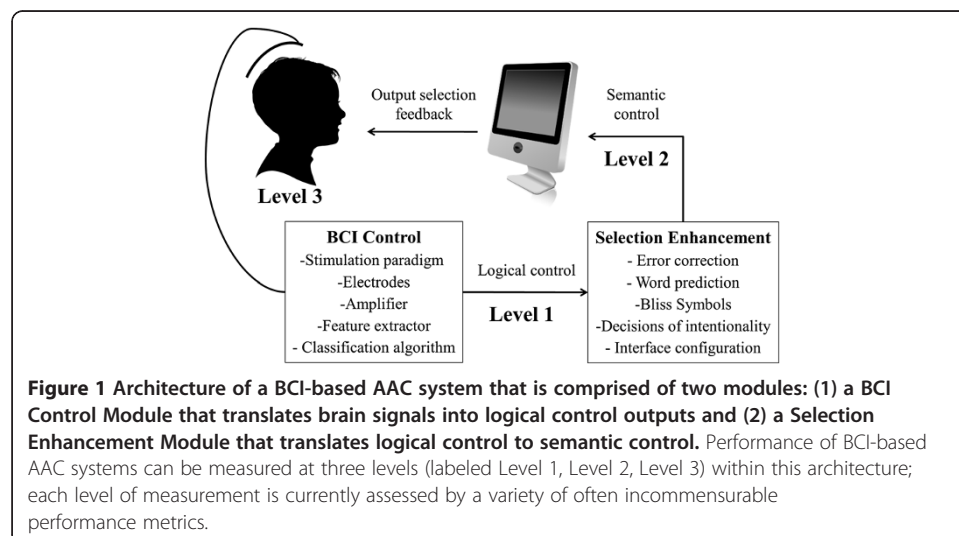 Output selection
feedback
Semantic
control
Level 2
Level 3
BCI Control
-Stimulation paradigm
-Electrodes
-Amplifier
-Feature extractor
- Classification algorithm
Logical control
Level 1
Selection Enhancement
- Error correction
- Word prediction
-Bliss Symbols
-Decisions of intentionality
- Interface configuration
Figure 1 Architecture of a BCI-based AAC system that is comprised of two modules: (1) a BCI
Control Module that translates brain signals into logical control outputs and (2) a Selection
Enhancement Module that translates logical control to semantic control. Performance of BCI-based
AAC systems can be measured at three levels (labeled Level 1, Level 2, Level 3) within this architecture;
each level of measurement is currently assessed by a variety of often incommensurable
performance metrics.